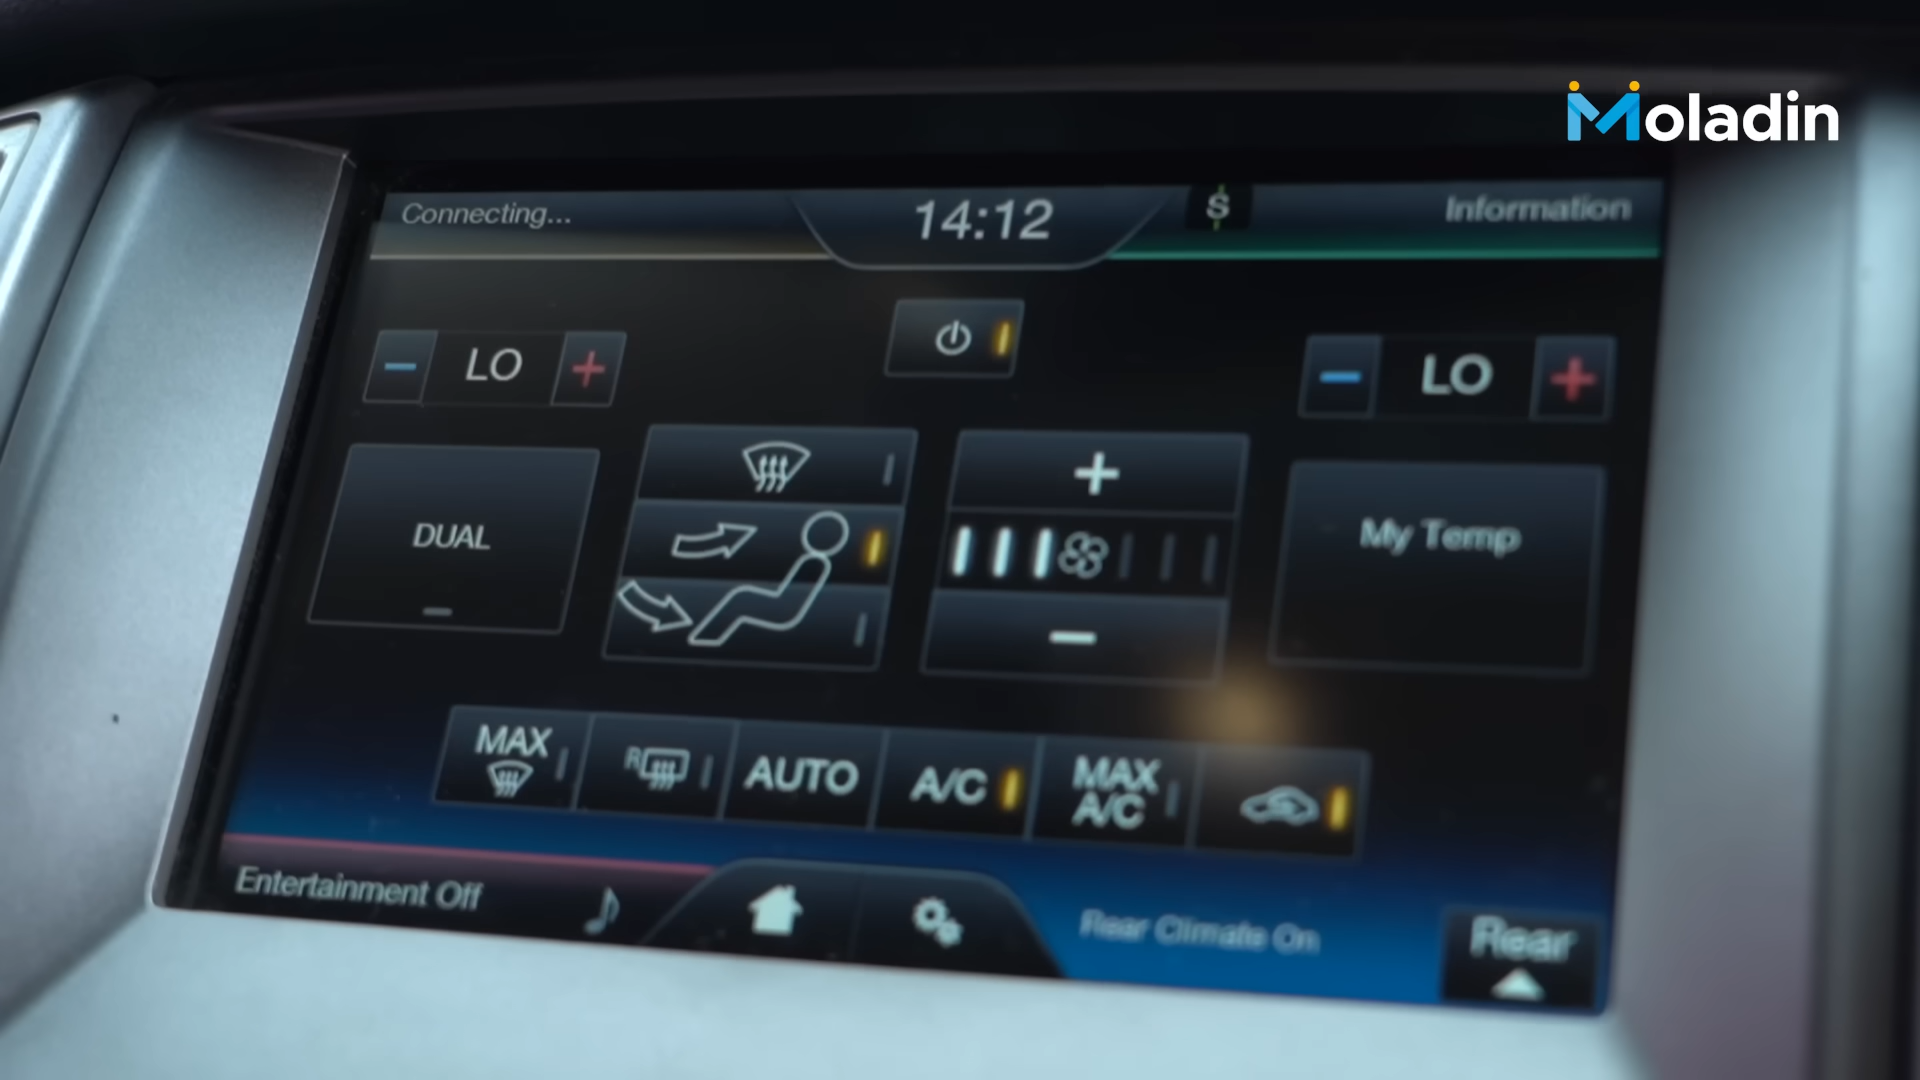 Moladin
Connecting...
14:12
S
Information
LO
LO
DUAL
My Temp
MAX
R
AUTO
A/C
MAX
A/C
Entertainment Off
Rear Climate On
Rear